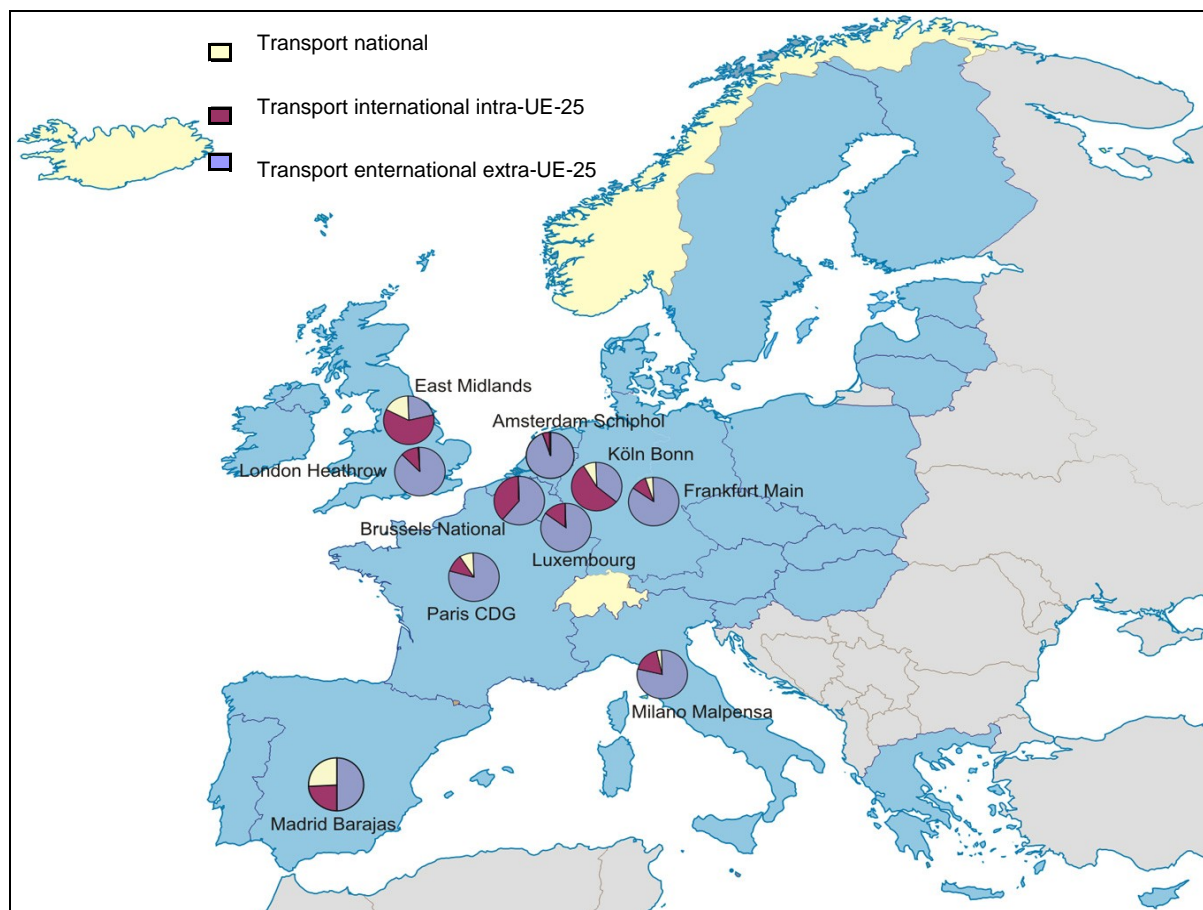 Transport national
Transport international intra-UE-25
Transport enternational extra-UE-25
East Midlands
Amsterdam Schiphol
Köln Bonn
London Heathrow
Frankfurt Main
Brussels National
Luxembourg
Paris CDG
Milano Malpensa
Madrid Barajas